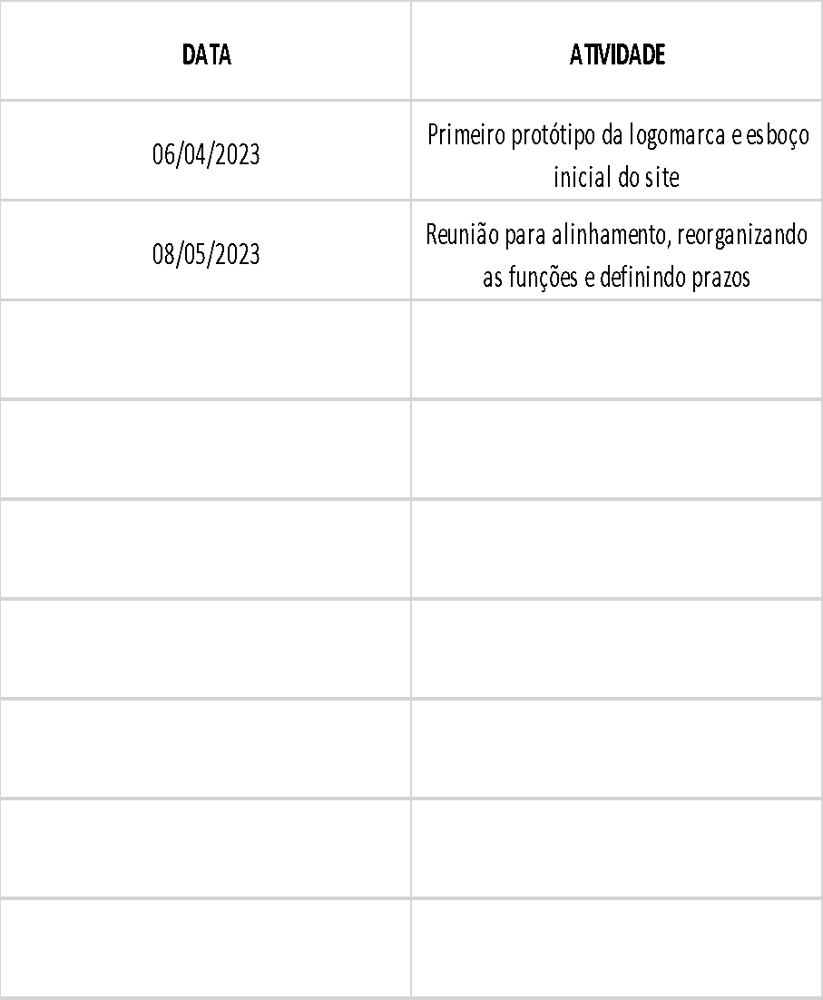 DATA
ATIVIDADE
06/04/2023
Primeiro protótipo da logomarca e esboço
inicial do site
08/05/2023
Reunião para alinhamento, reorganizando
as funções e definindo prazos